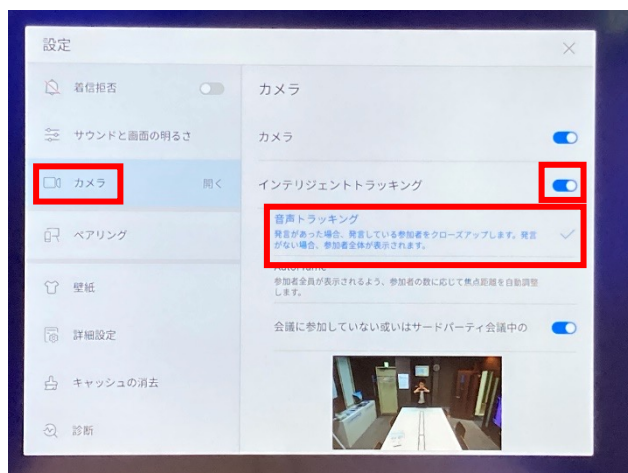 設定
着信拒否
サウンドと画面の明るさ
カメラ
開く
ペアリング
壁紙
詳細設定
キャッシュの消去
診断
カメラ
カメラ
インテリジェントトラッキング
音声トラッキング
発言があった場合、発言している参加者をクローズアップします。発言
がない場合、参加者全体が表示されます。
AutoFrame
参加者全員が表示されるよう、参加者の数に応じて焦点距離を自動調整
します。
会議に参加していない或いはサードパーティ会議中の